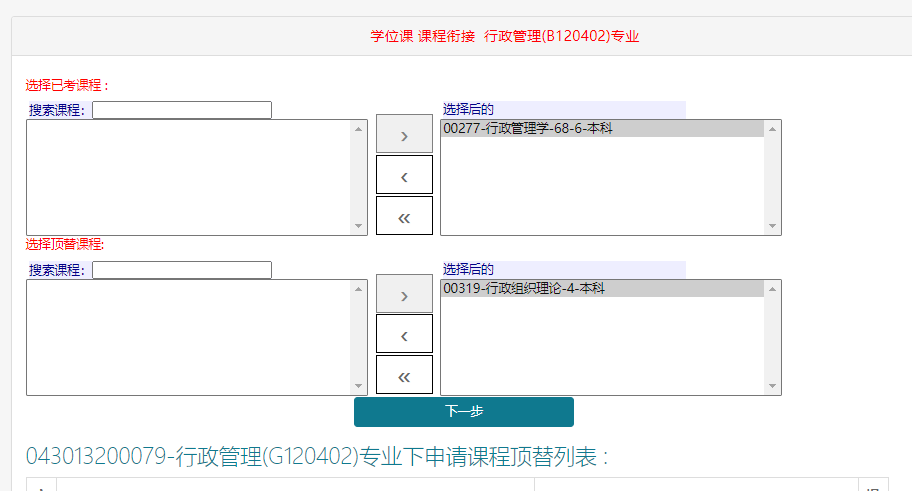 学位课 课程衔接 行政管理(B120402)专业
选择已考课程 :
搜索课程:
选择后的
›
‹
«
00277-行政管理学-68-6-本科
选择顶替课程:
搜索课程:
选择后的
›
‹
«
00319-行政组织理论-4-本科
下一步
043013200079-行政管理(G120402)专业下申请课程顶替列表 :